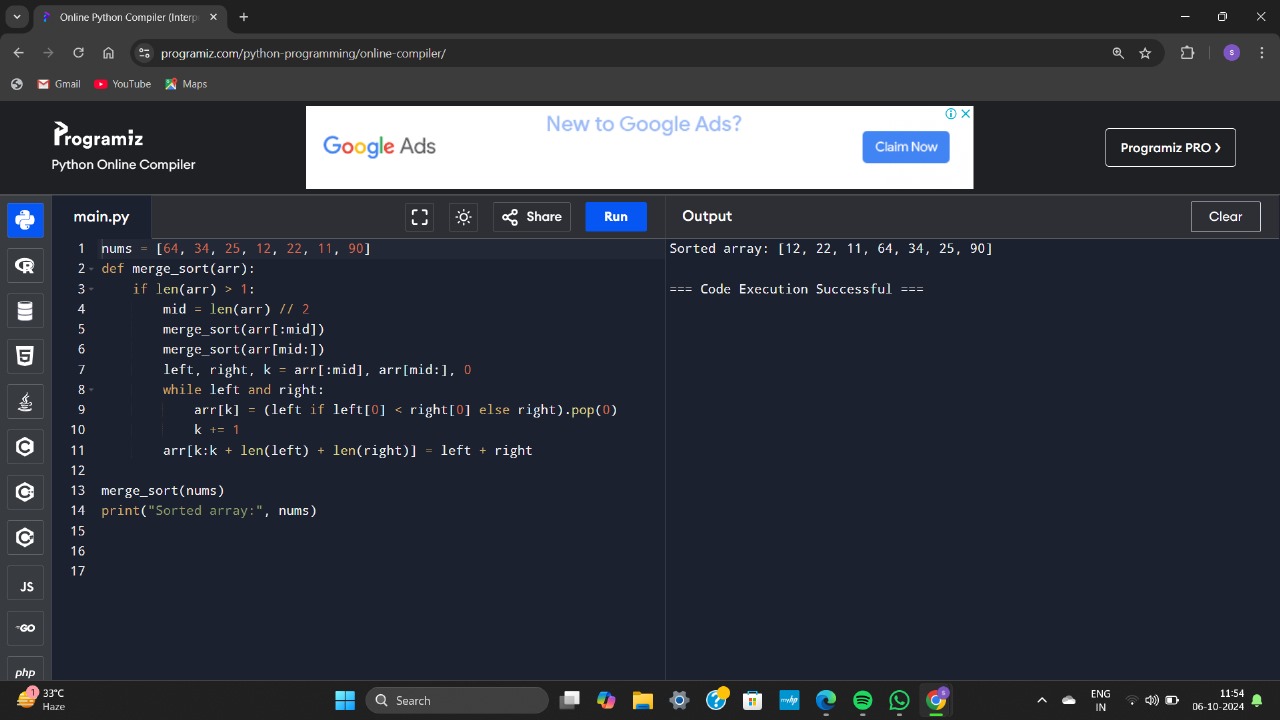 Online Python Compiler (Interp
programiz.com/python-programming/online-compiler/
Gmail YouTube Maps
Programiz
Python Online Compiler
New to Google Ads?
Google Ads
Claim Now
Programiz PRO
main.py
Share
Run
Output
Clear
1 nums = [64, 34, 25, 12, 22, 11, 90]
2 def merge_sort(arr):
3     if len(arr) > 1:
4         mid = len(arr) // 2
5         merge_sort(arr[:mid])
6         merge_sort(arr[mid:])
7         left, right, k = arr[:mid], arr[mid:], 0
8         while left and right:
9             arr[k] = (left if left[0] < right[0] else right).pop(0)
10             k += 1
11         arr[k:k + len(left) + len(right)] = left + right
12
13 merge_sort(nums)
14 print("Sorted array:", nums)
15
16
17
Sorted array: [12, 22, 11, 64, 34, 25, 90]
=== Code Execution Successful ===
R
5
C
C
C
JS
GO
php
1
33°C
Haze
Search
myhp
ENG
IN
11:54
06-10-2024
S